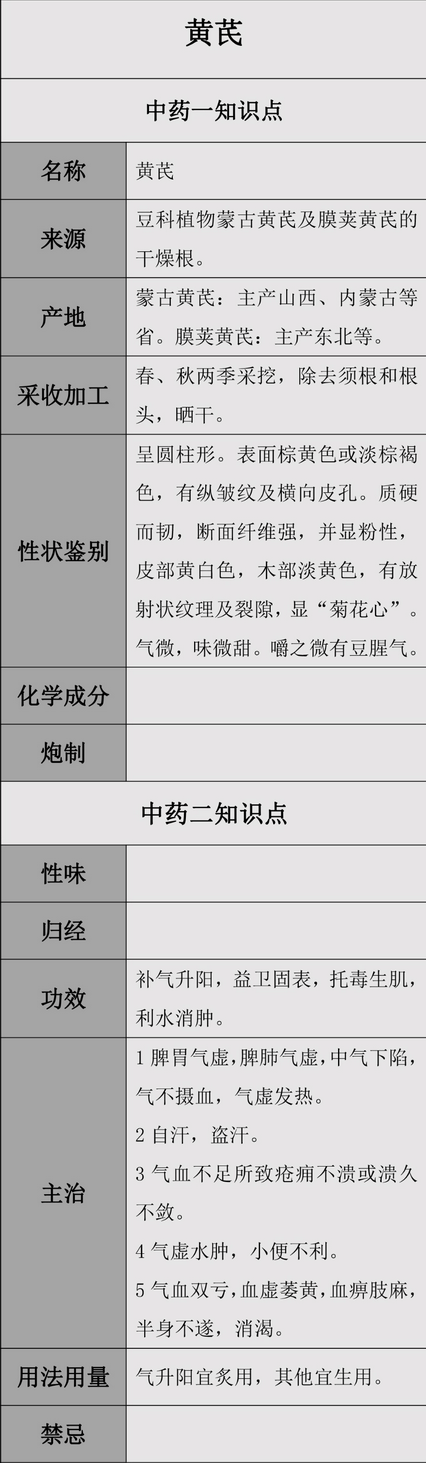 黄芪
中药一知识点
名称
黄芪
来源
豆科植物蒙古黄芪及膜荚黄芪的
干燥根。
产地
蒙古黄芪：主产山西、内蒙古等
省。膜荚黄芪：主产东北等。
采收加工
春、秋两季采挖，除去须根和根
头，晒干。
性状鉴别
呈圆柱形。表面棕黄色或淡棕褐
色，有纵皱纹及横向皮孔。质硬
而韧，断面纤维强，并显粉性，
皮部黄白色，木部淡黄色，有放
射状纹理及裂隙，显“菊花心”。
气微，味微甜。嚼之微有豆腥气。
化学成分
炮制
中药二知识点
性味
归经
功效
补气升阳，益卫固表，托毒生肌，
利水消肿。
主治
1 脾胃气虚，脾肺气虚，中气下陷，
气不摄血，气虚发热。
2 自汗，盗汗。
3 气血不足所致疮痈不溃或溃久
不敛。
4 气虚水肿，小便不利。
5 气血双亏，血虚萎黄，血痹肢麻，
半身不遂，消渴。
用法用量
气升阳宜炙用，其他宜生用。
禁忌